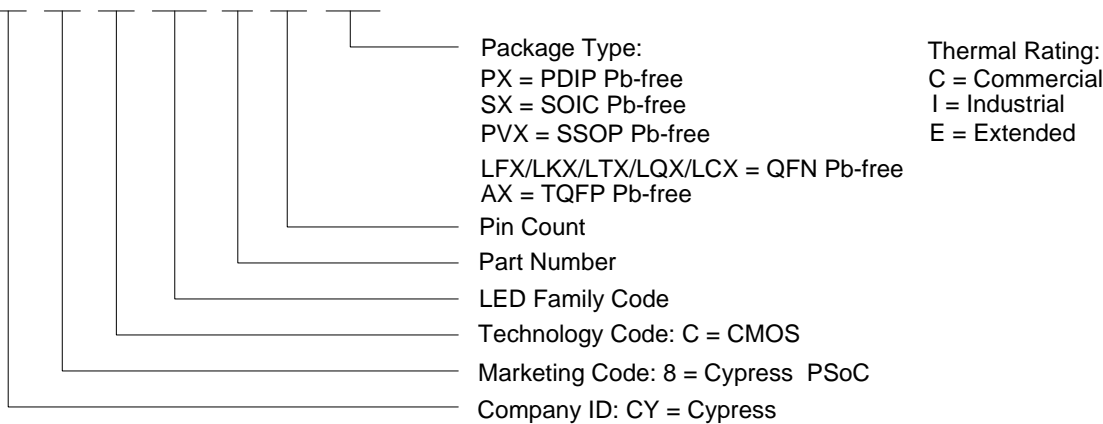 Package Type:
PX = PDIP Pb-free
SX = SOIC Pb-free
PVX = SSOP Pb-free
LFX/LKX/LTX/LQX/LCX = QFN Pb-free
AX = TQFP Pb-free
Thermal Rating:
C = Commercial
I = Industrial
E = Extended
Pin Count
Part Number
LED Family Code
Technology Code: C = CMOS
Marketing Code: 8 = Cypress PSoC
Company ID: CY = Cypress